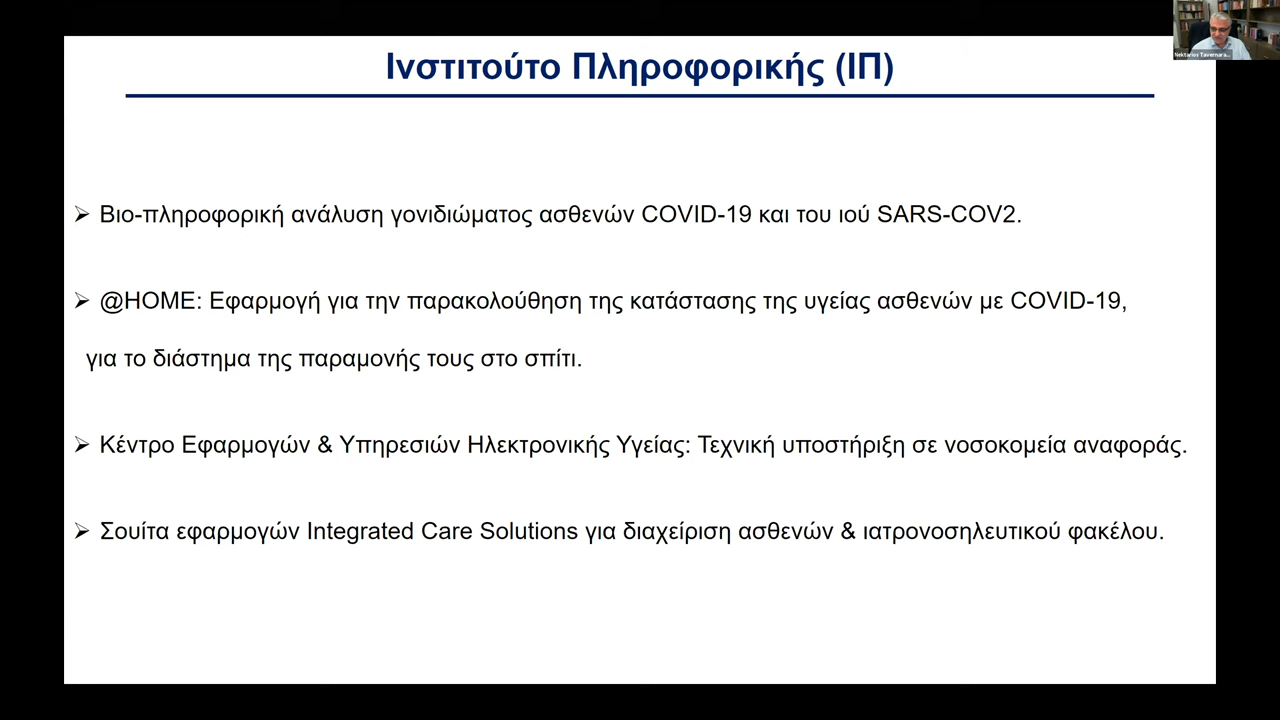 Ινστιτούτο Πληροφορικής (ΙΠ)
Nektarios Tavernara...
➢ Βιο-πληροφορική ανάλυση γονιδιώματος ασθενών COVID-19 και του ιού SARS-COV2.
➢ @HOME: Εφαρμογή για την παρακολούθηση της κατάστασης της υγείας ασθενών με COVID-19,
για το διάστημα της παραμονής τους στο σπίτι.
➢ Κέντρο Εφαρμογών & Υπηρεσιών Ηλεκτρονικής Υγείας: Τεχνική υποστήριξη σε νοσοκομεία αναφοράς.
➢ Σουίτα εφαρμογών Integrated Care Solutions για διαχείριση ασθενών & ιατρονοσηλευτικού φακέλου.